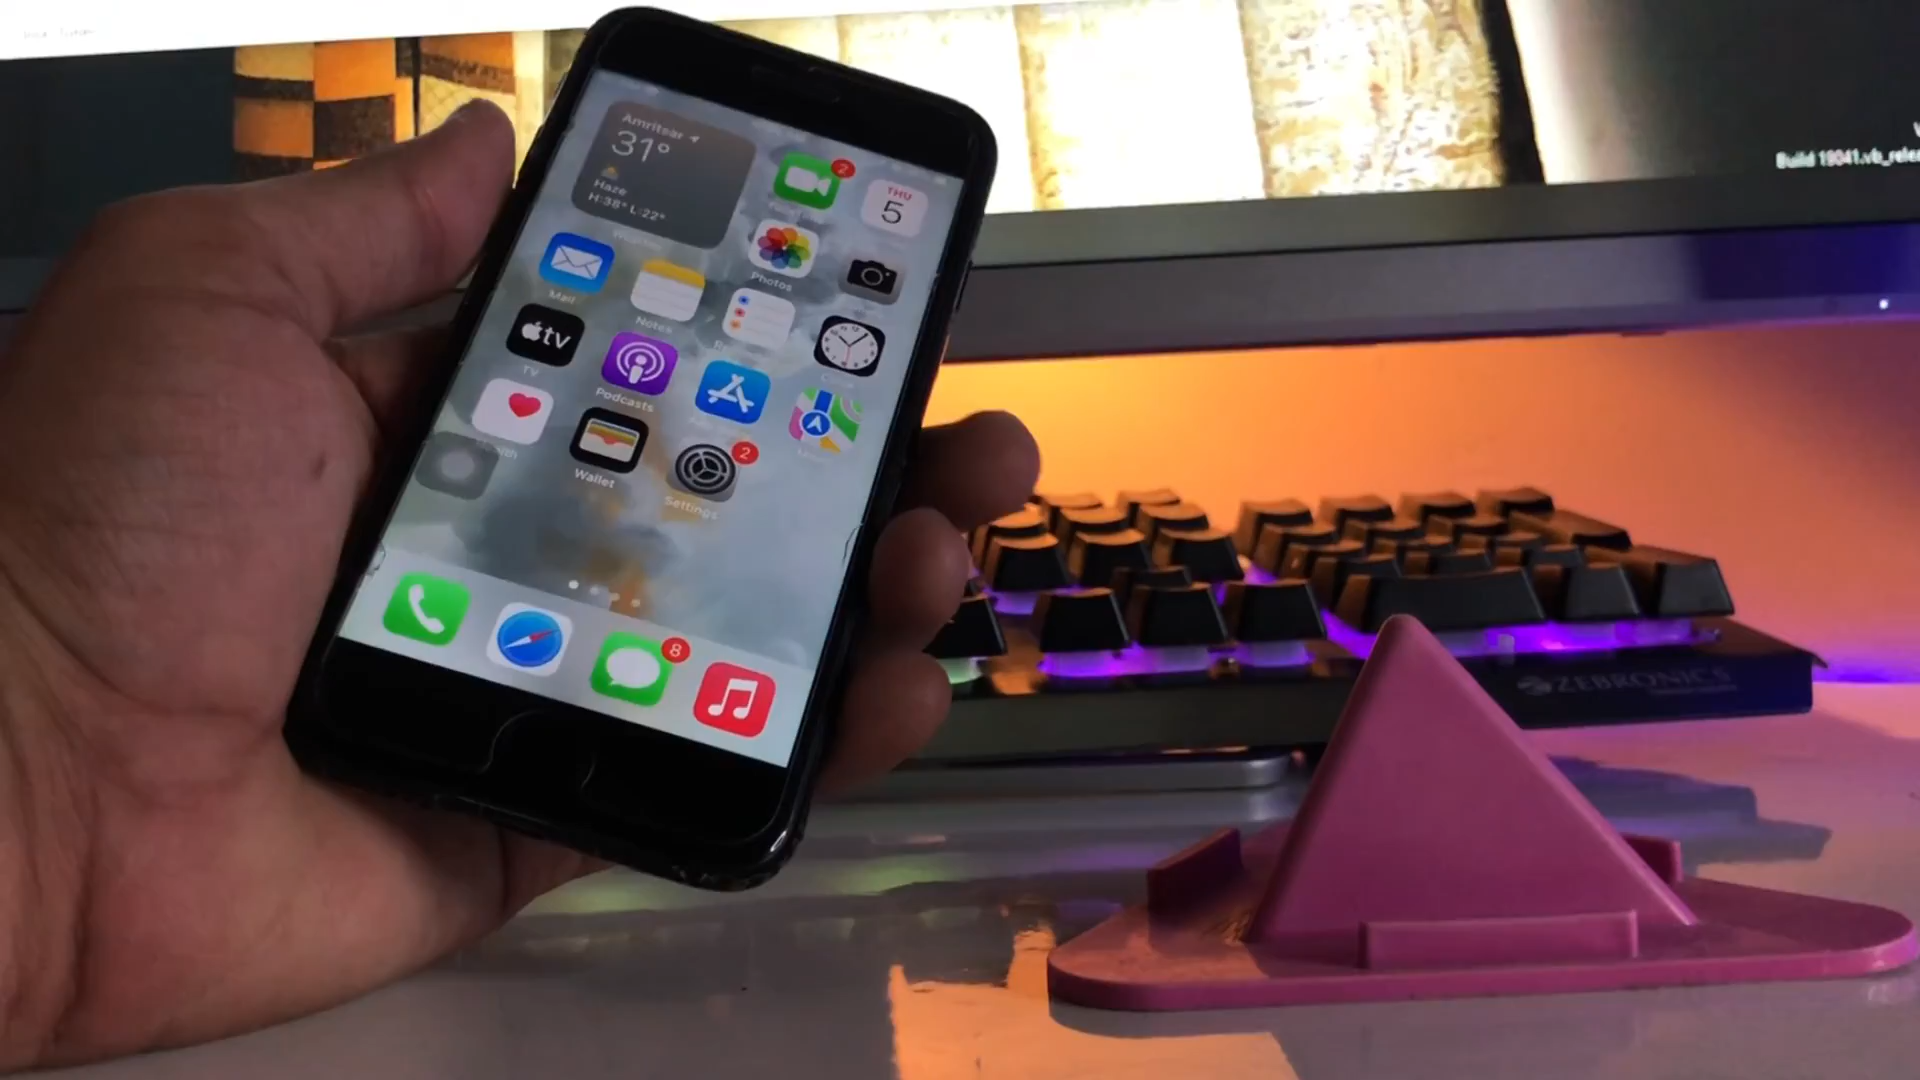 Build 19041.vb_rele
Amritsar
31°
Haze
H:38° L:22°
2
THU
5
Photos
Mail
Notes
tv
TV
Podcasts
Wallet
2
Settings
8
ZEBRONICS